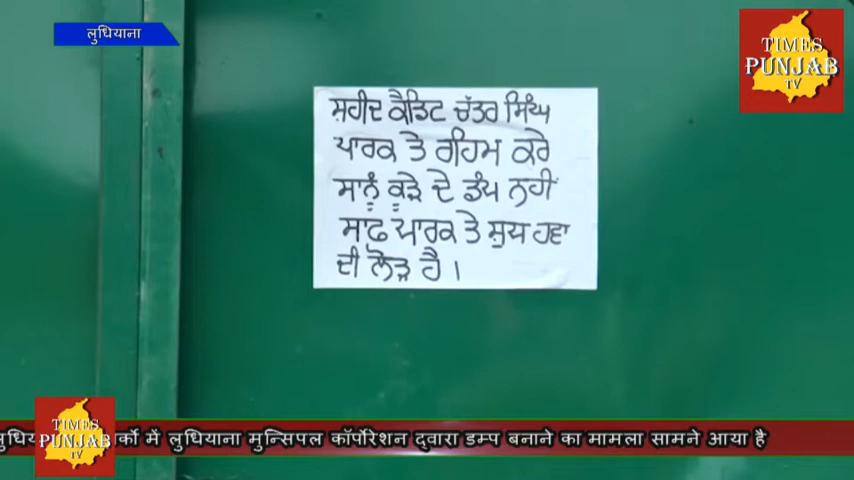 लुधियाना
TIMES
PUNJAB
TV
ਸ਼ਹੀਦ ਕੈਡਿਟ ਚੱਤਰ ਸਿੰਘ
ਪਾਰਕ ਤੇ ਰਹਿਮ ਕਰੋ
ਸਾਨੂੰ ਕੂੜੇ ਦੇ ਡੰਪ ਨਹੀਂ
ਸਾਫ਼ ਪਾਰਕ ਤੇ ਸ਼ੁਧ ਹਵਾ
ਦੀ ਲੋੜ ਹੈ ।
TIMES
PUNJAB
TV
में लुधियाना मुन्सिपल कॉर्पोरेशन द्वारा डम्प बनाने का मामला सामने आया है